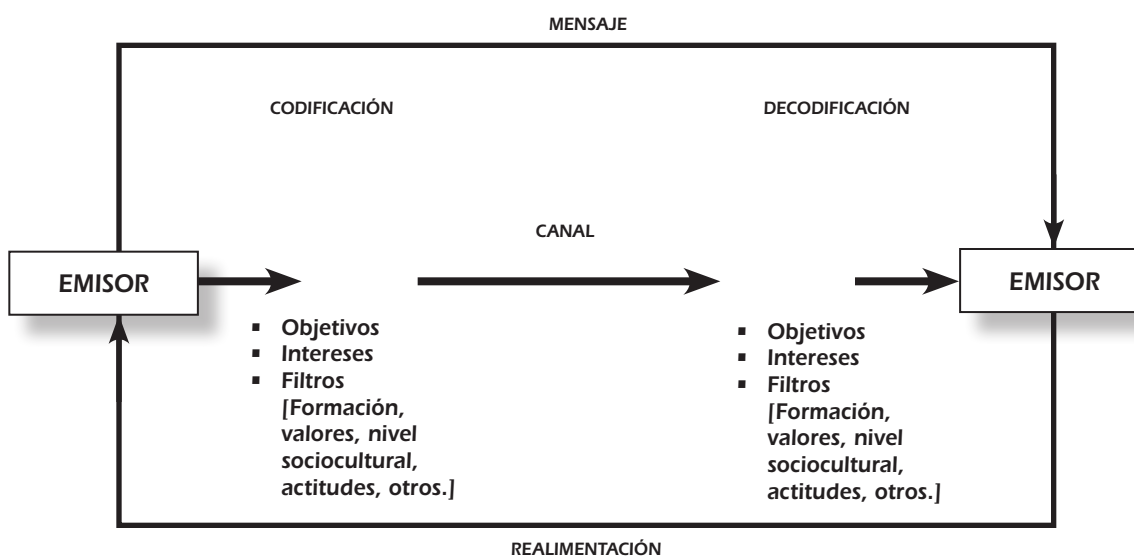 MENSAJE
CODIFICACIÓN
DECODIFICACIÓN
CANAL
EMISOR
EMISOR
▪ Objetivos
▪ Intereses
▪ Filtros
[Formación,
valores, nivel
sociocultural,
actitudes, otros.]
▪ Objetivos
▪ Intereses
▪ Filtros
[Formación,
valores, nivel
sociocultural,
actitudes, otros.]
REALIMENTACIÓN